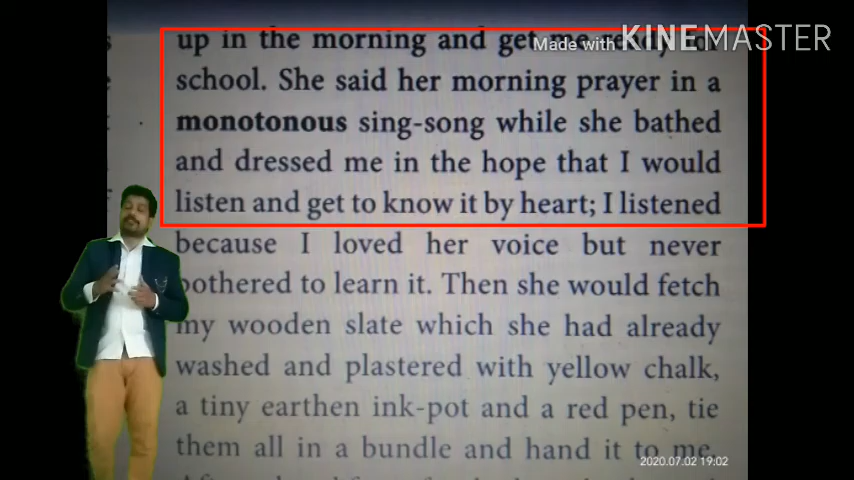 up in the morning and get me ready for
Made with KINEMASTER
school. She said her morning prayer in a
monotonous sing-song while she bathed
and dressed me in the hope that I would
listen and get to know it by heart; I listened
because I loved her voice but never
bothered to learn it. Then she would fetch
my wooden slate which she had already
washed and plastered with yellow chalk,
a tiny earthen ink-pot and a red pen, tie
them all in a bundle and hand it to me.
2020.07.02 19:02